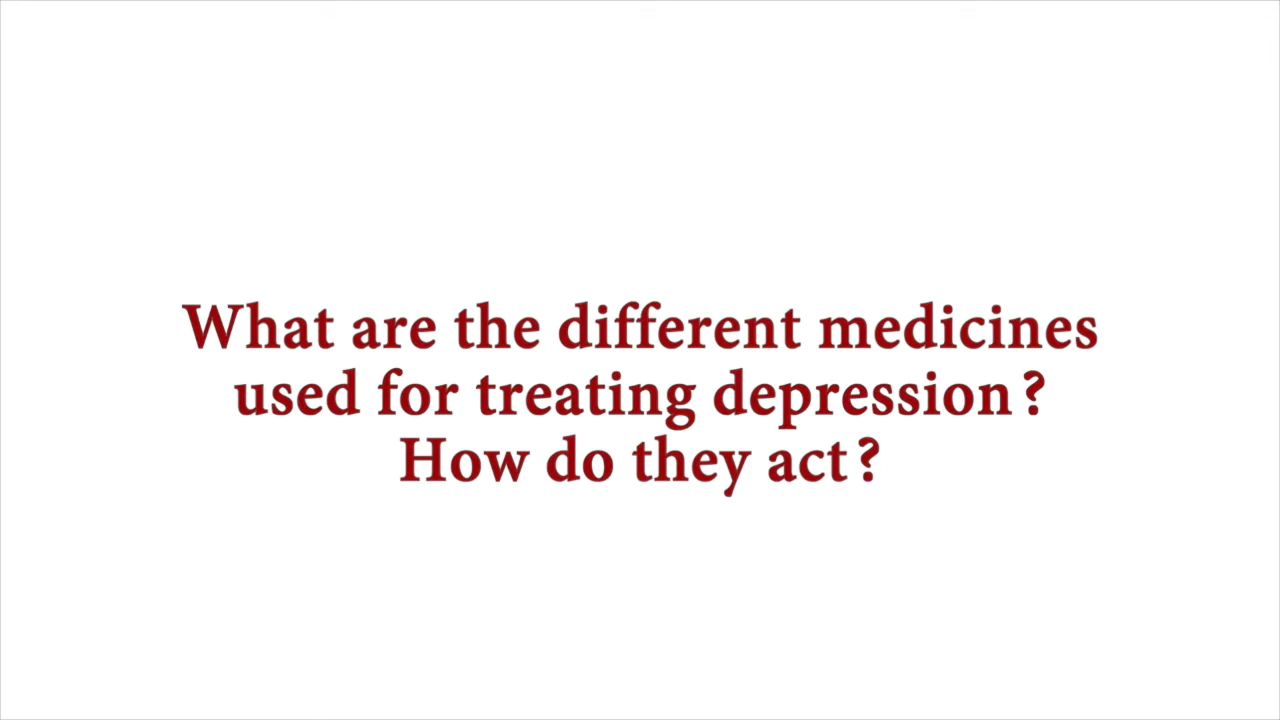 What are the different medicines
used for treating depression?
How do they act?